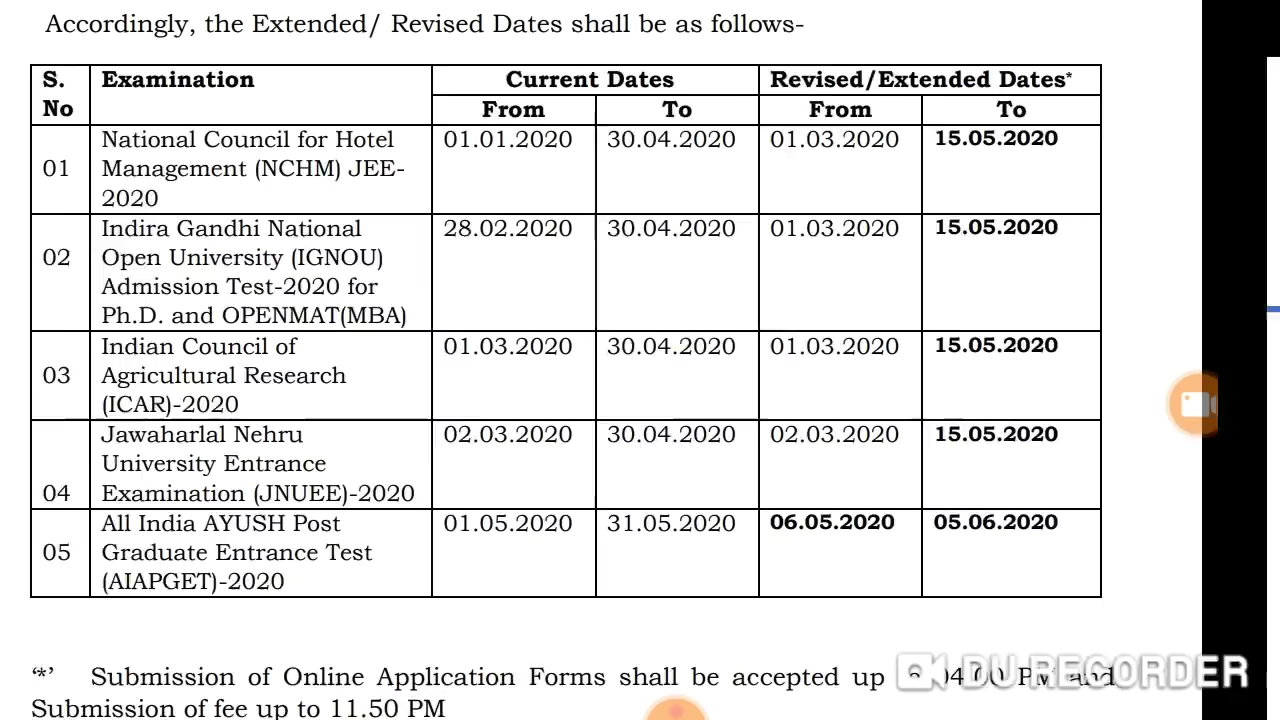 Accordingly, the Extended/ Revised Dates shall be as follows-
S. No Examination Current Dates Revised/Extended Dates*
From To From To
01 National Council for Hotel Management (NCHM) JEE-2020 01.01.2020 30.04.2020 01.03.2020 15.05.2020
02 Indira Gandhi National Open University (IGNOU) Admission Test-2020 for Ph.D. and OPENMAT(MBA) 28.02.2020 30.04.2020 01.03.2020 15.05.2020
03 Indian Council of Agricultural Research (ICAR)-2020 01.03.2020 30.04.2020 01.03.2020 15.05.2020
04 Jawaharlal Nehru University Entrance Examination (JNUEE)-2020 02.03.2020 30.04.2020 02.03.2020 15.05.2020
05 All India AYUSH Post Graduate Entrance Test (AIAPGET)-2020 01.05.2020 31.05.2020 06.05.2020 05.06.2020
‘*’ Submission of Online Application Forms shall be accepted up 04.00 PM and
Submission of fee up to 11.50 PM
DU RECORDER